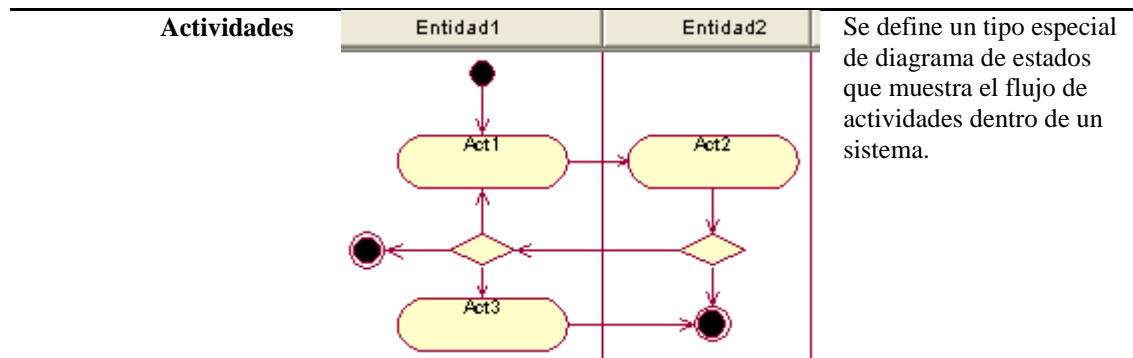 Actividades
Entidad1
Entidad2
Act1
Act2
Act3
Se define un tipo especial
de diagrama de estados
que muestra el flujo de
actividades dentro de un
sistema.